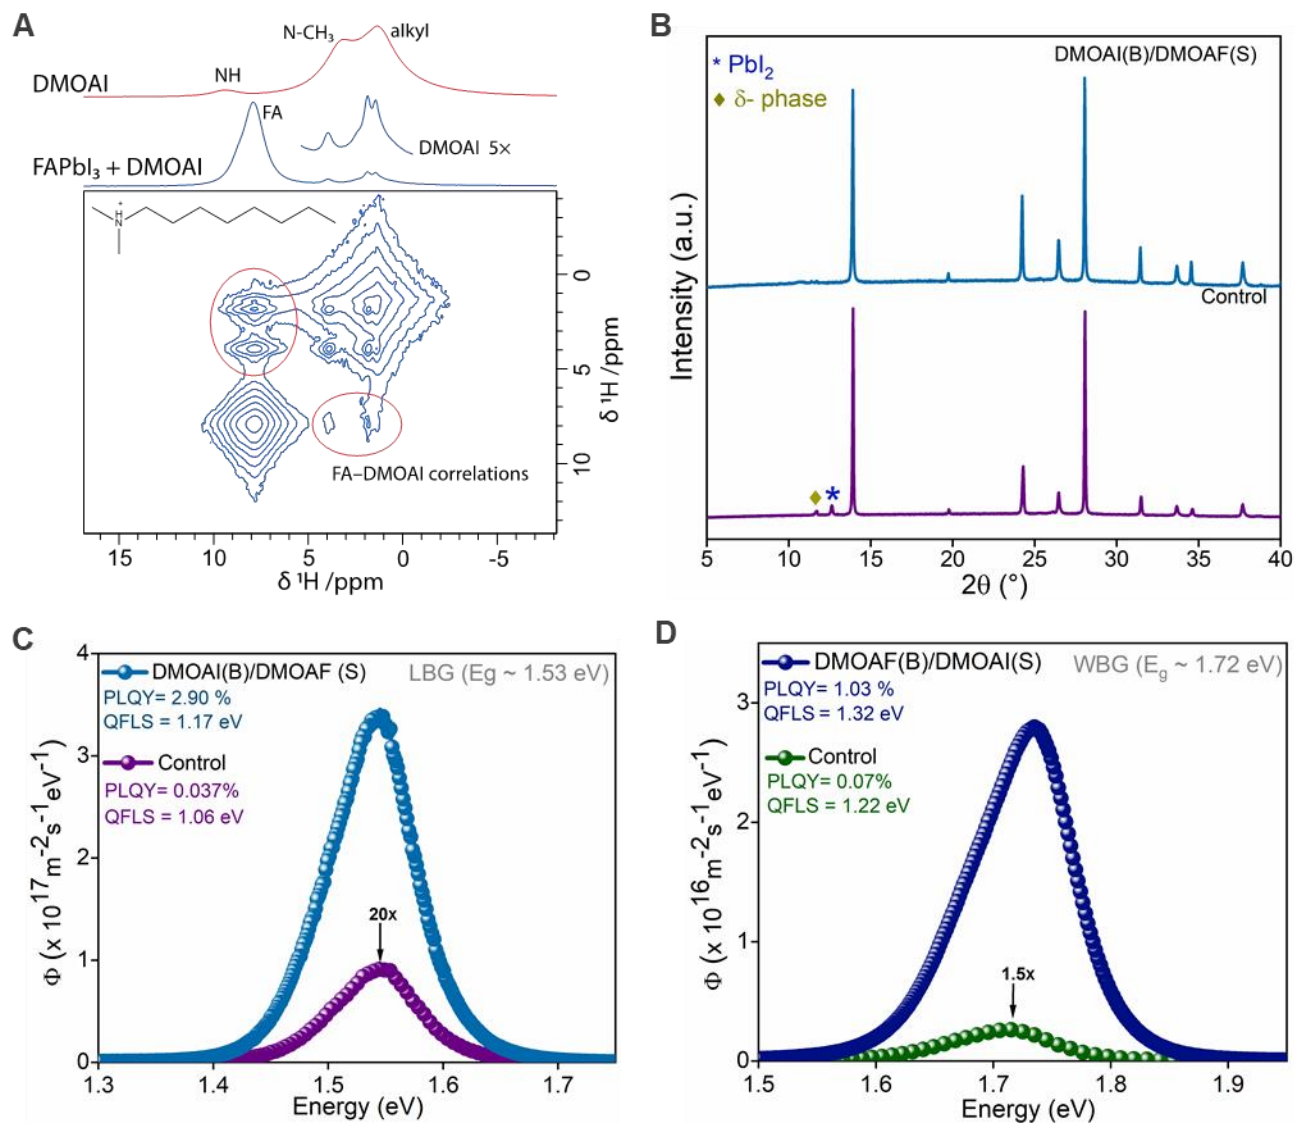 A
N-CH₃
alkyl
NH
DMOAI
FA
DMOAI 5×
FAPbI₃ + DMOAI
+
H
N
0
5
10
δ ¹H /ppm
FA–DMOAI correlations
15
10
5
0
-5
δ ¹H /ppm
B
DMOAI(B)/DMOAF(S)
* PbI₂
♦ δ- phase
Control
♦ *
Intensity (a.u.)
5
10
15
20
25
30
35
40
2θ (°)
C
DMOAI(B)/DMOAF (S)
LBG (Eg ~ 1.53 eV)
PLQY= 2.90 %
QFLS = 1.17 eV
Control
PLQY= 0.037%
QFLS = 1.06 eV
20x
4
3
2
1
0
Φ (x 10¹⁷m⁻²s⁻¹eV⁻¹)
1.3
1.4
1.5
1.6
1.7
Energy (eV)
D
DMOAF(B)/DMOAI(S)
WBG (E_g ~ 1.72 eV)
PLQY= 1.03 %
QFLS = 1.32 eV
Control
PLQY= 0.07%
QFLS = 1.22 eV
1.5x
3
2
1
0
Φ (x 10¹⁶m⁻²s⁻¹eV⁻¹)
1.5
1.6
1.7
1.8
1.9
Energy (eV)